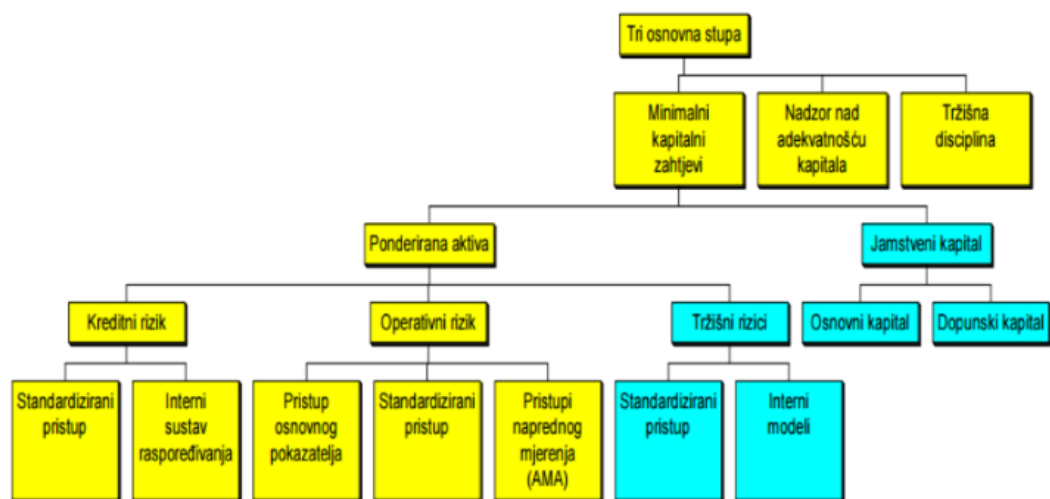 Tri osnovna stupa
Minimalni
kapitalni
zahtjevi
Nadzor nad
adekvatnošću
kapitala
Tržišna
disciplina
Ponderirana aktiva
Jamstveni kapital
Kreditni rizik
Operativni rizik
Tržišni rizici
Osnovni kapital
Dopunski kapital
Standardizirani
pristup
Interni
sustav
raspoređivanja
Pristup
osnovnog
pokazatelja
Standardizirani
pristup
Pristupi
naprednog
mjerenja
(AMA)
Standardizirani
pristup
Interni
modeli